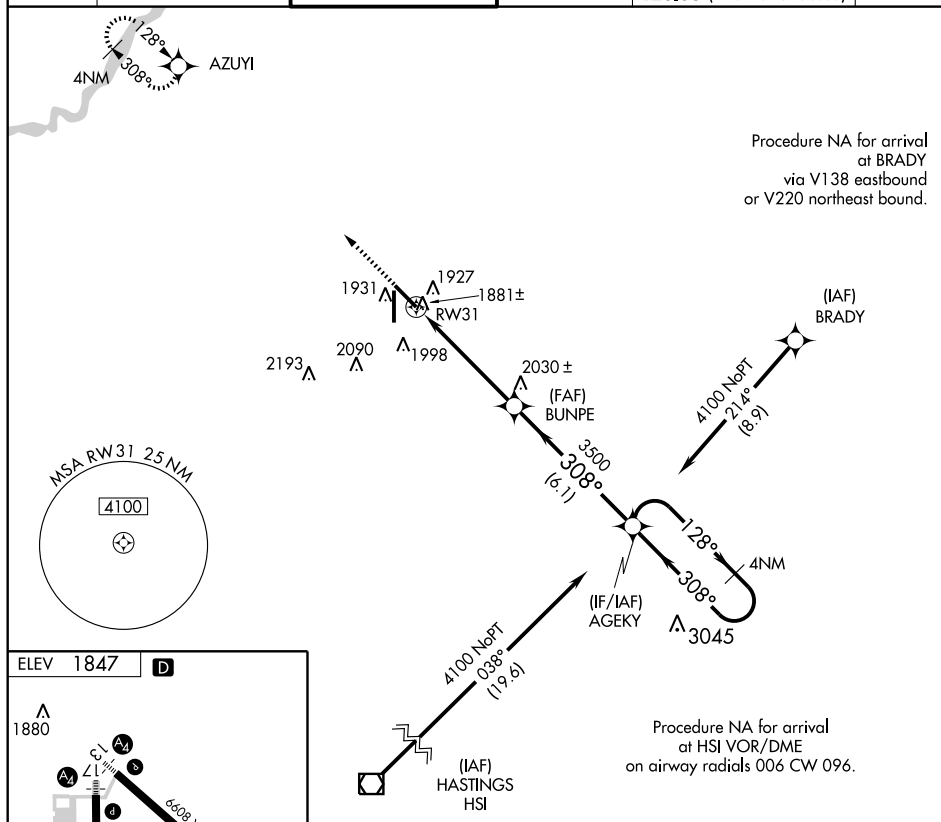 128°
308°
4NM
AZUYI
Procedure NA for arrival
at BRADY
via V138 eastbound
or V220 northeast bound.
1931
1927
1881±
RW31
(IAF)
BRADY
2193
2090
1998
2030 ±
(FAF)
BUNPE
4100 NoPT
214°
(8.9)
3500
308°
(6.1)
MSA RW31 25 NM
4100
128°
4NM
308°
(IF/IAF)
AGEKY
3045
4100 NoPT
038°
(19.6)
ELEV 1847 D
1880
Procedure NA for arrival
at HSI VOR/DME
on airway radials 006 CW 096.
(IAF)
HASTINGS
HSI
A4
13
P
A4
17
P
6608